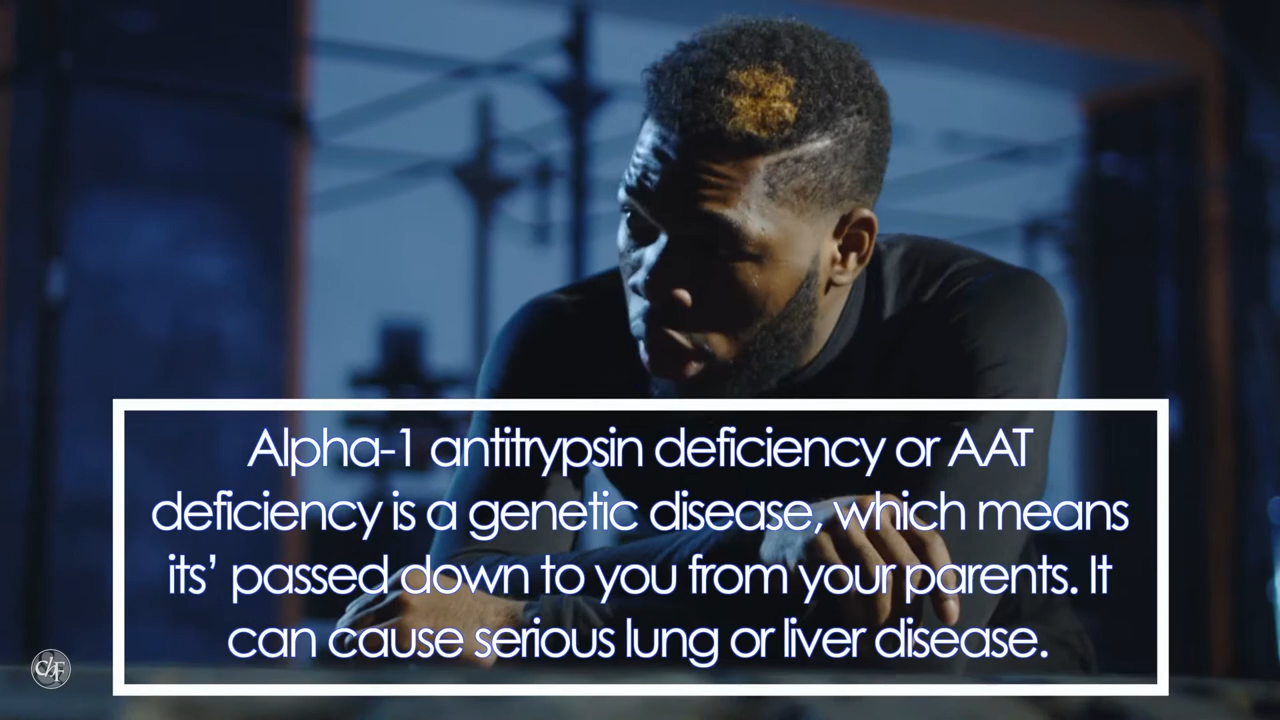 Alpha-1 antitrypsin deficiency or AAT
deficiency is a genetic disease, which means
its’ passed down to you from your parents. It
can cause serious lung or liver disease.